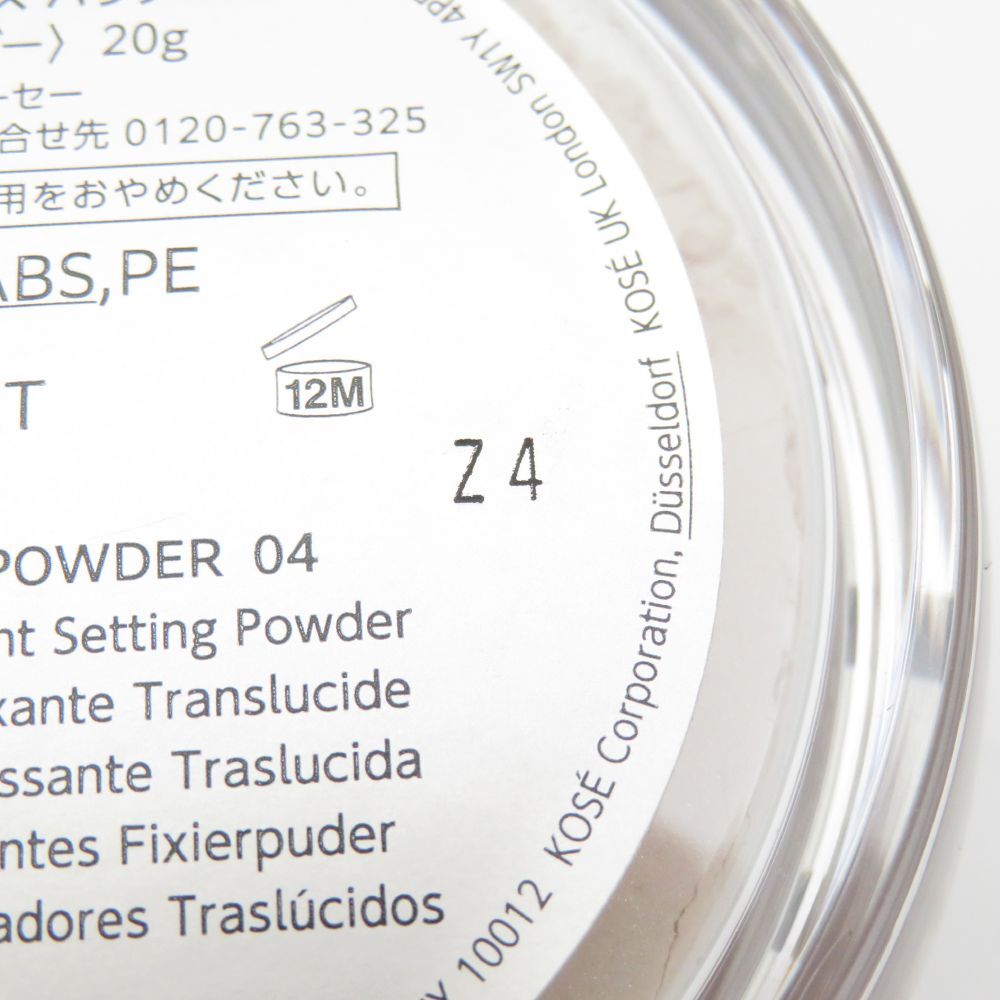 ー〉 20g
ーセー
合せ先 0120-763-325
用をおやめください。
ABS,PE
T
12M
Z4
POWDER 04
nt Setting Powder
xante Translucide
ssante Traslucida
ntes Fixierpuder
adores Traslúcidos
10012 KOSÉ Corporation, Düsseldorf KOSÉ UK London SW1Y